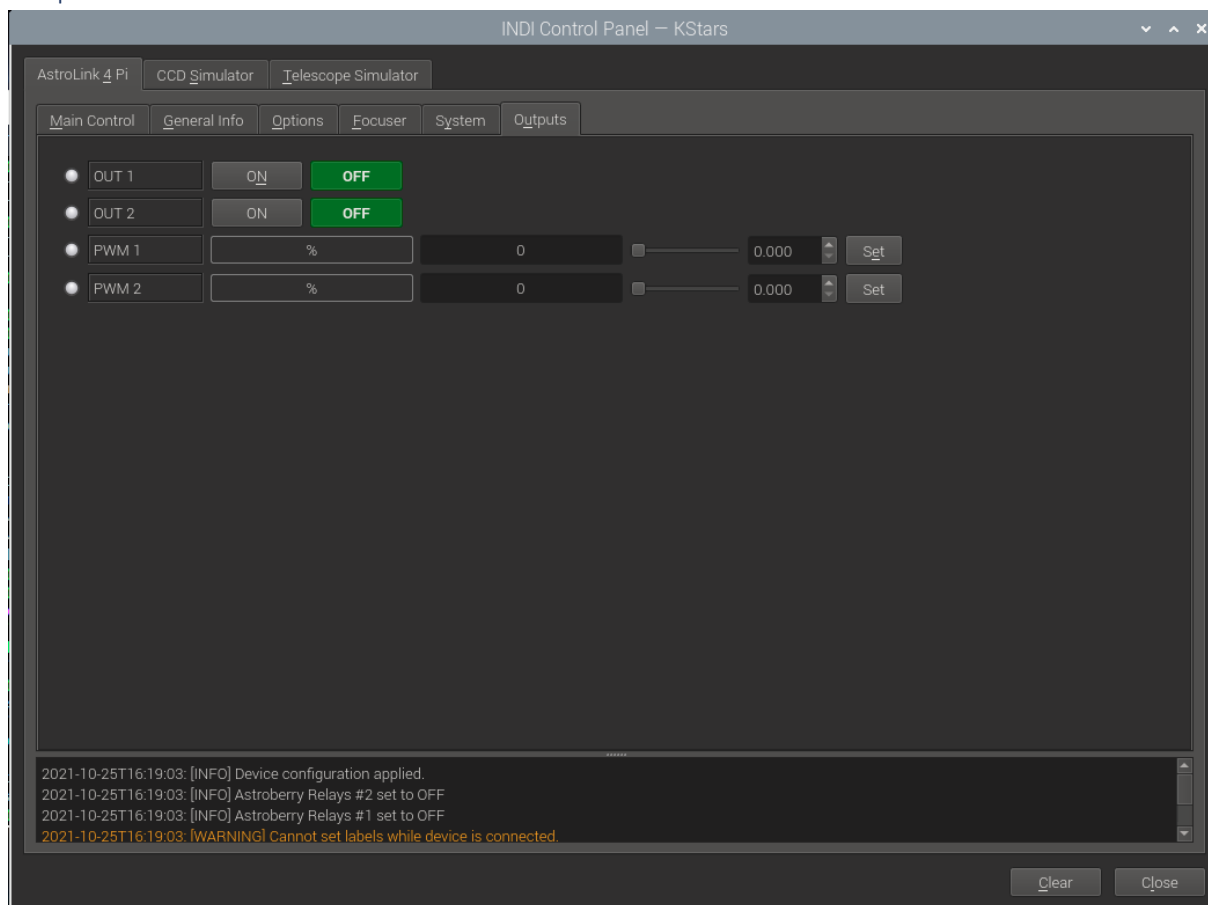 INDI Control Panel — KStars
AstroLink 4 Pi CCD Simulator Telescope Simulator
Main Control General Info Options Focuser System Outputs
OUT 1 ON OFF
OUT 2 ON OFF
PWM 1 % 0 0.000 Set
PWM 2 % 0 0.000 Set
2021-10-25T16:19:03: [INFO] Device configuration applied.
2021-10-25T16:19:03: [INFO] Astroberry Relays #2 set to OFF
2021-10-25T16:19:03: [INFO] Astroberry Relays #1 set to OFF
2021-10-25T16:19:03: [WARNING] Cannot set labels while device is connected.
Clear Close